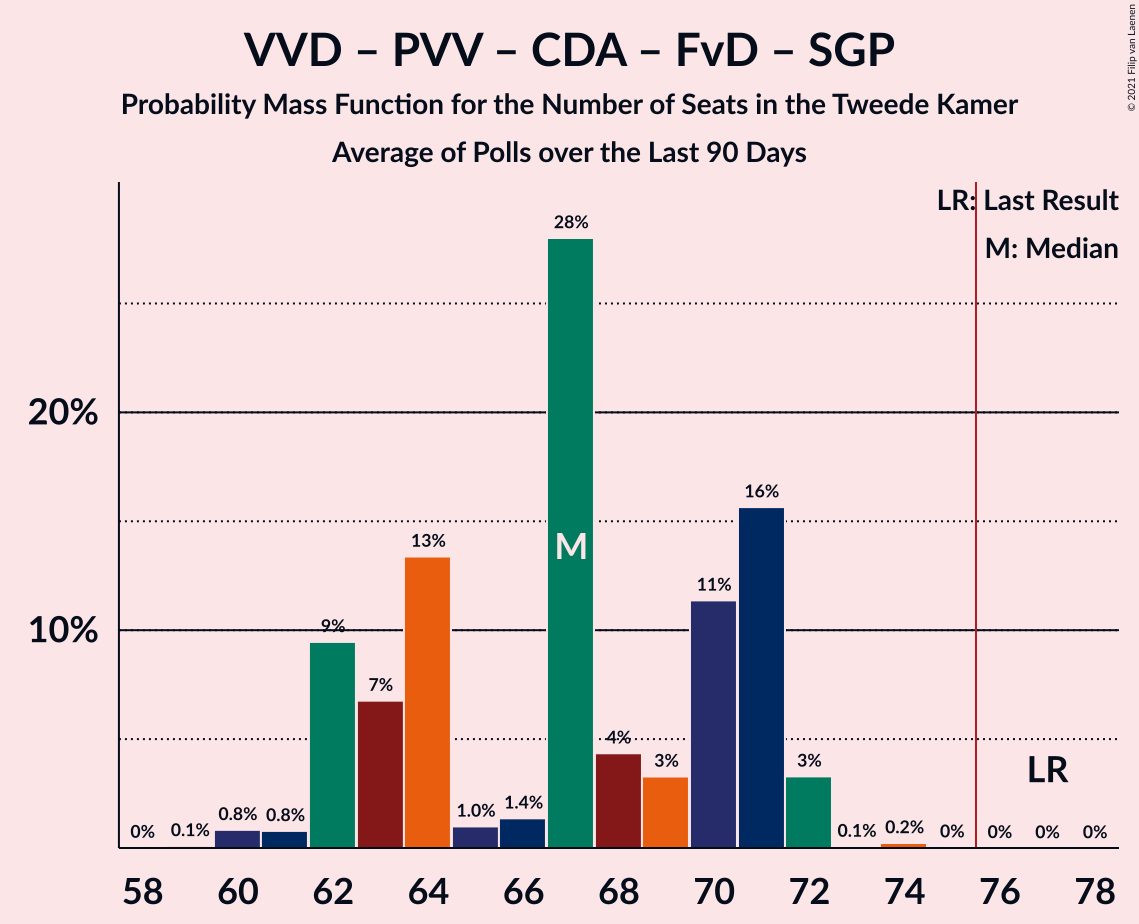 VVD – PVV – CDA – FvD – SGP
Probability Mass Function for the Number of Seats in the Tweede Kamer
Average of Polls over the Last 90 Days
© 2021 Filip van Laenen
LR: Last Result
M: Median
20%
10%
0%
0.1%
0.8%
0.8%
9%
7%
13%
1.0%
1.4%
28%
M
4%
3%
11%
16%
3%
0.1%
0.2%
0%
0%
0%
0%
LR
58 60 62 64 66 68 70 72 74 76 78